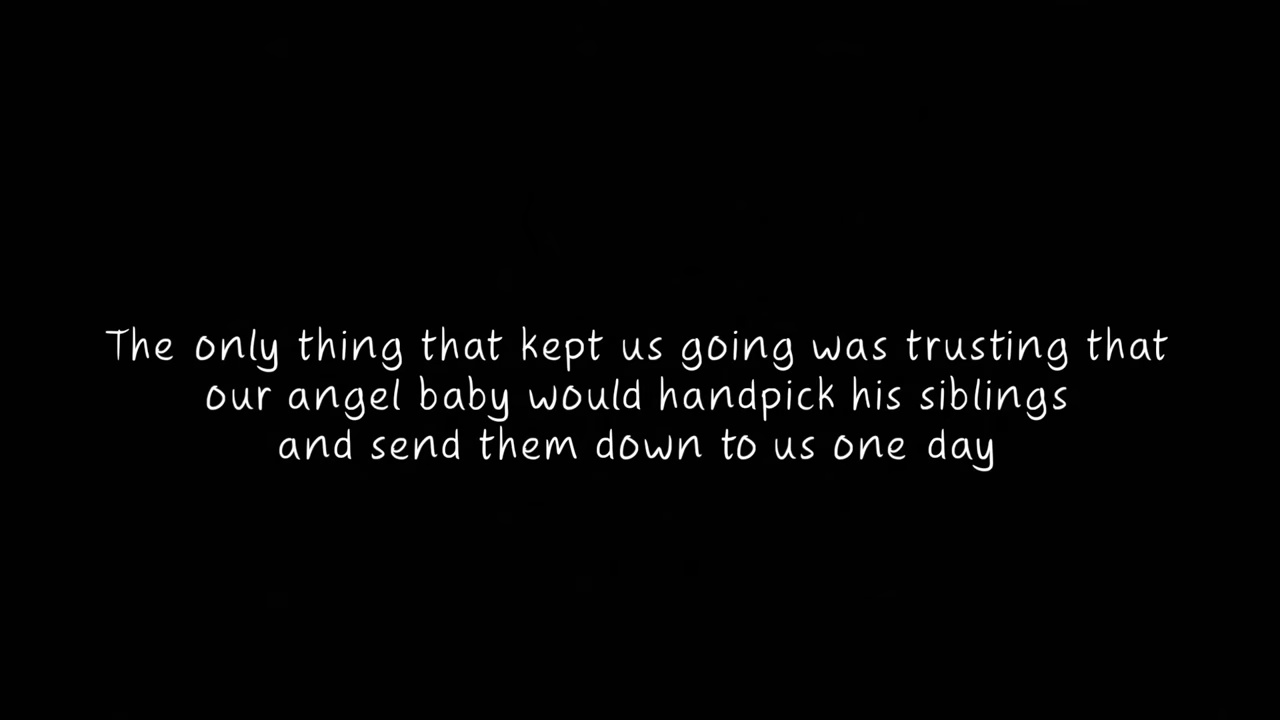 The only thing that kept us going was trusting that
our angel baby would handpick his siblings
and send them down to us one day